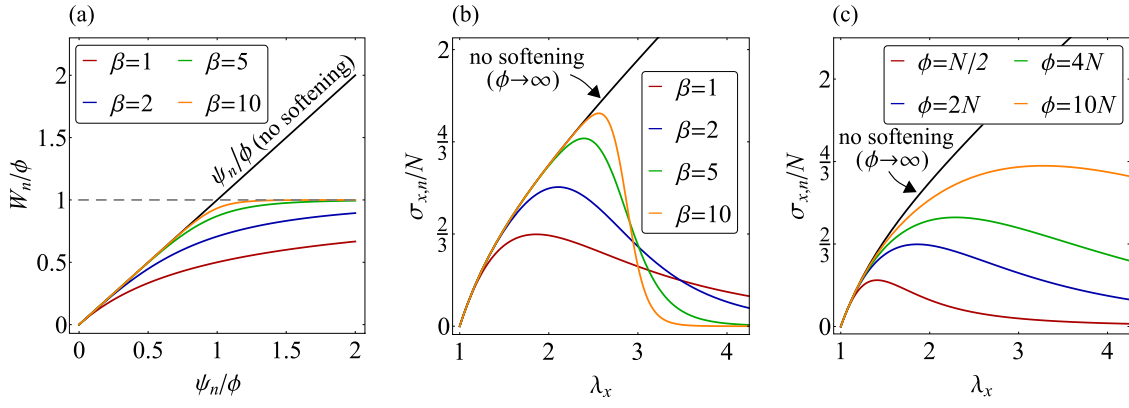 (a)
β=1 β=5
β=2 β=10
ψₙ/ϕ (no softening)
Wₙ/ϕ
2
1.5
1
0.5
0
0 0.5 1 1.5 2
ψₙ/ϕ
(b)
no softening
(ϕ→∞)
β=1
β=2
β=5
β=10
σₓ,ₙ/N
2
4/3
2/3
0
1 2 3 4
λₓ
(c)
ϕ=N/2 ϕ=4N
ϕ=2N ϕ=10N
no softening
(ϕ→∞)
σₓ,ₙ/N
2
4/3
2/3
0
1 2 3 4
λₓ